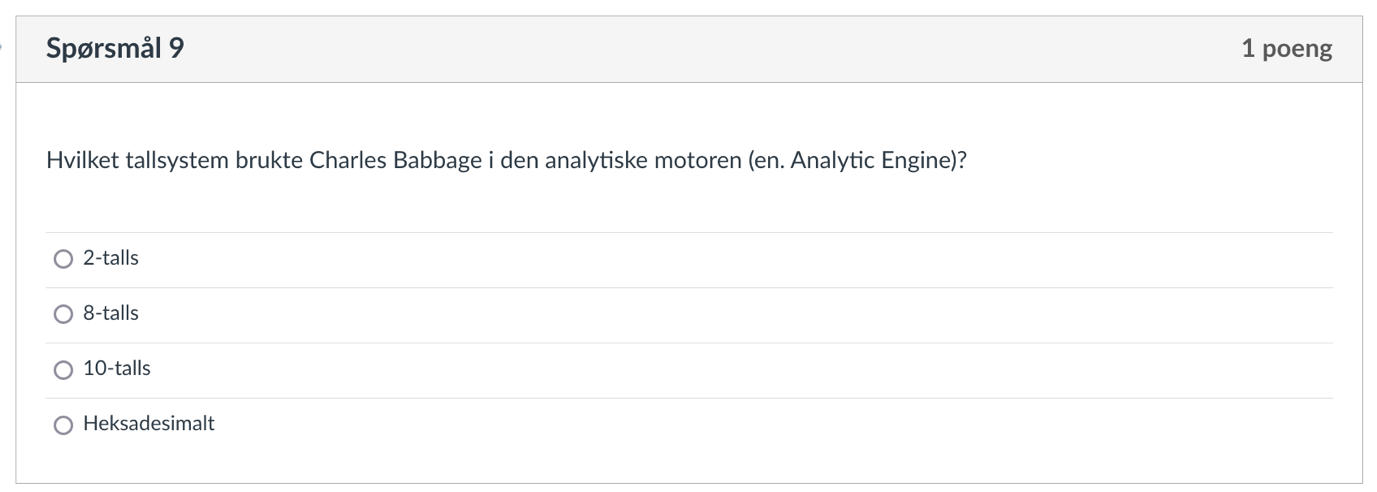 Spørsmål 9
1 poeng
Hvilket tallsystem brukte Charles Babbage i den analytiske motoren (en. Analytic Engine)?
2-talls
8-talls
10-talls
Heksadesimalt